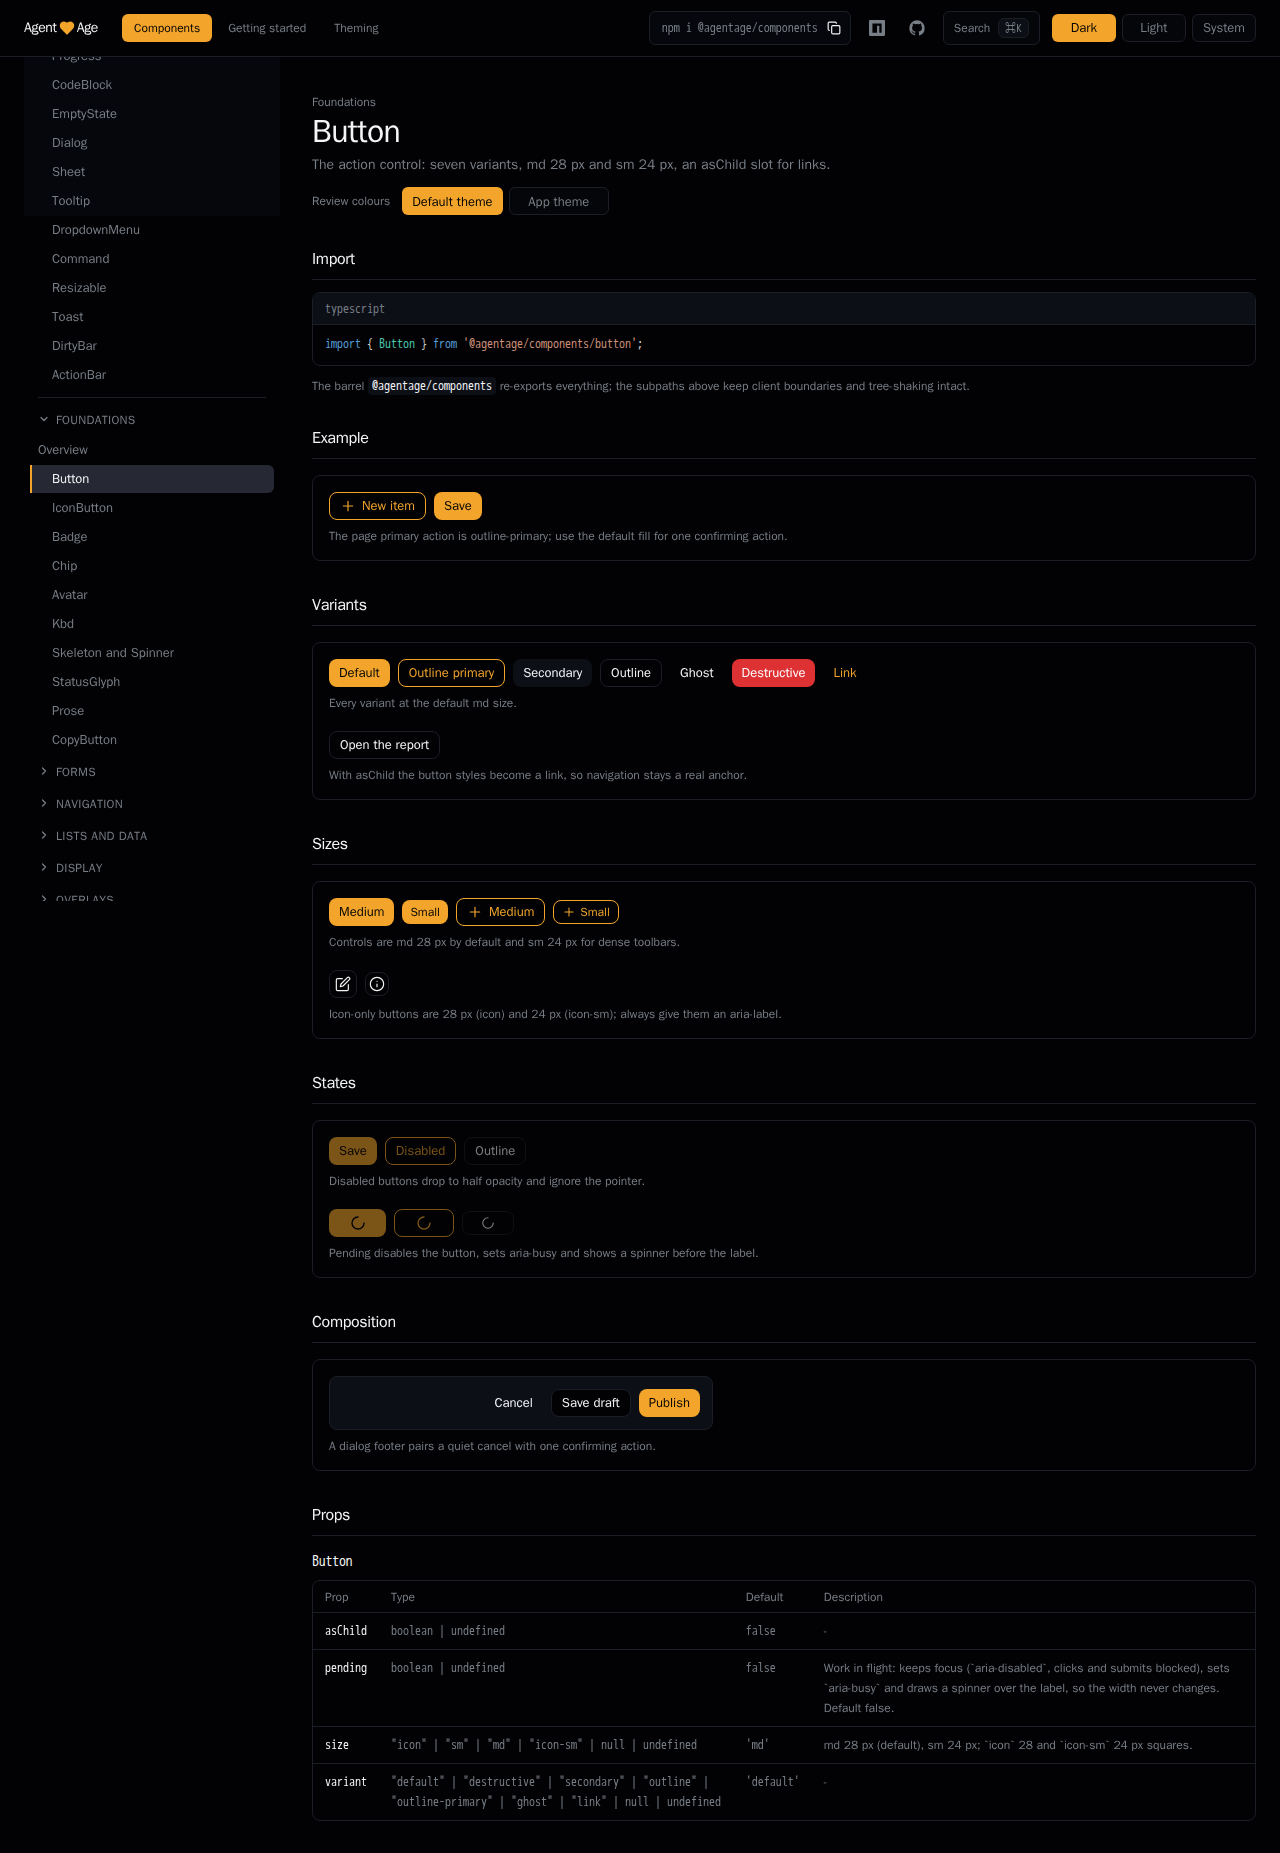 Agent Age
Components
Getting started
Theming
npm i @agentage/components
Search ⌘K
Dark
Light
System
Progress
CodeBlock
EmptyState
Dialog
Sheet
Tooltip
DropdownMenu
Command
Resizable
Toast
DirtyBar
ActionBar
FOUNDATIONS
Overview
Button
IconButton
Badge
Chip
Avatar
Kbd
Skeleton and Spinner
StatusGlyph
Prose
CopyButton
FORMS
NAVIGATION
LISTS AND DATA
DISPLAY
OVERLAYS
Foundations
Button
The action control: seven variants, md 28 px and sm 24 px, an asChild slot for links.
Review colours Default theme App theme
Import
typescript
import { Button } from '@agentage/components/button';
The barrel @agentage/components re-exports everything; the subpaths above keep client boundaries and tree-shaking intact.
Example
New item Save
The page primary action is outline-primary; use the default fill for one confirming action.
Variants
Default Outline primary Secondary Outline Ghost Destructive Link
Every variant at the default md size.
Open the report
With asChild the button styles become a link, so navigation stays a real anchor.
Sizes
Medium Small Medium Small
Controls are md 28 px by default and sm 24 px for dense toolbars.
Icon-only buttons are 28 px (icon) and 24 px (icon-sm); always give them an aria-label.
States
Save Disabled Outline
Disabled buttons drop to half opacity and ignore the pointer.
Pending disables the button, sets aria-busy and shows a spinner before the label.
Composition
Cancel Save draft Publish
A dialog footer pairs a quiet cancel with one confirming action.
Props
Button
Prop Type Default Description
asChild boolean | undefined false -
pending boolean | undefined false Work in flight: keeps focus (`aria-disabled`, clicks and submits blocked), sets
`aria-busy` and draws a spinner over the label, so the width never changes.
Default false.
size "icon" | "sm" | "md" | "icon-sm" | null | undefined 'md' md 28 px (default), sm 24 px; `icon` 28 and `icon-sm` 24 px squares.
variant "default" | "destructive" | "secondary" | "outline" | 'default' -
"outline-primary" | "ghost" | "link" | null | undefined